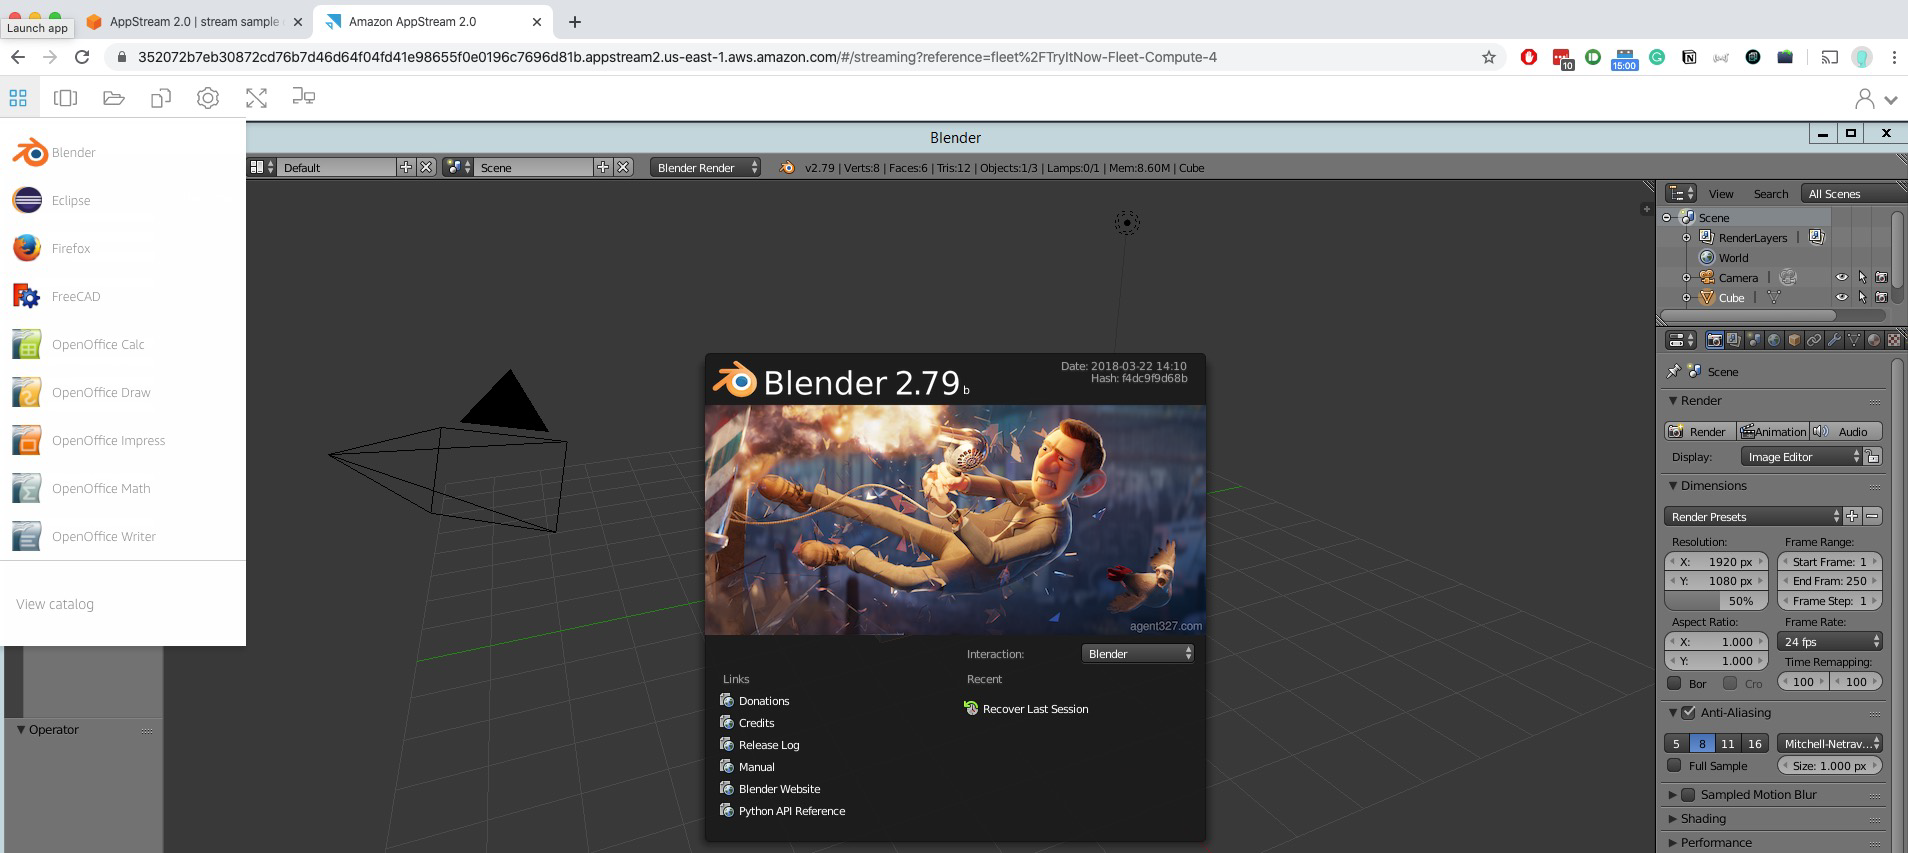 AppStream 2.0 | stream sample
Amazon AppStream 2.0
Launch app
352072b7eb30872cd76b7d46d64f04fd41e98655f0e0196c7696d81b.appstream2.us-east-1.aws.amazon.com/#/streaming?reference=fleet%2FTryItNow-Fleet-Compute-4
10
15:00
Blender
Eclipse
Firefox
FreeCAD
OpenOffice Calc
OpenOffice Draw
OpenOffice Impress
OpenOffice Math
OpenOffice Writer
View catalog
Blender
Default
Scene
Blender Render
v2.79 | Verts:8 | Faces:6 | Tris:12 | Objects:1/3 | Lamps:0/1 | Mem:8.60M | Cube
Operator
Blender 2.79 b
Date: 2018-03-22 14:10
Hash: f4dc9f9d68b
agent327.com
Interaction: Blender
Links
Donations
Credits
Release Log
Manual
Blender Website
Python API Reference
Recent
Recover Last Session
View Search All Scenes
Scene
RenderLayers |
World
Camera |
Cube |
Scene
Render
Render Animation Audio
Display: Image Editor
Dimensions
Render Presets
Resolution: Frame Range:
X: 1920 px Start Frame: 1
Y: 1080 px End Fram: 250
50% Frame Step: 1
Aspect Ratio: Frame Rate:
X: 1.000 24 fps
Y: 1.000 Time Remapping:
Bor Cro 100 100
Anti-Aliasing
5 8 11 16 Mitchell-Netrav...
Full Sample Size: 1.000 px
Sampled Motion Blur
Shading
Performance